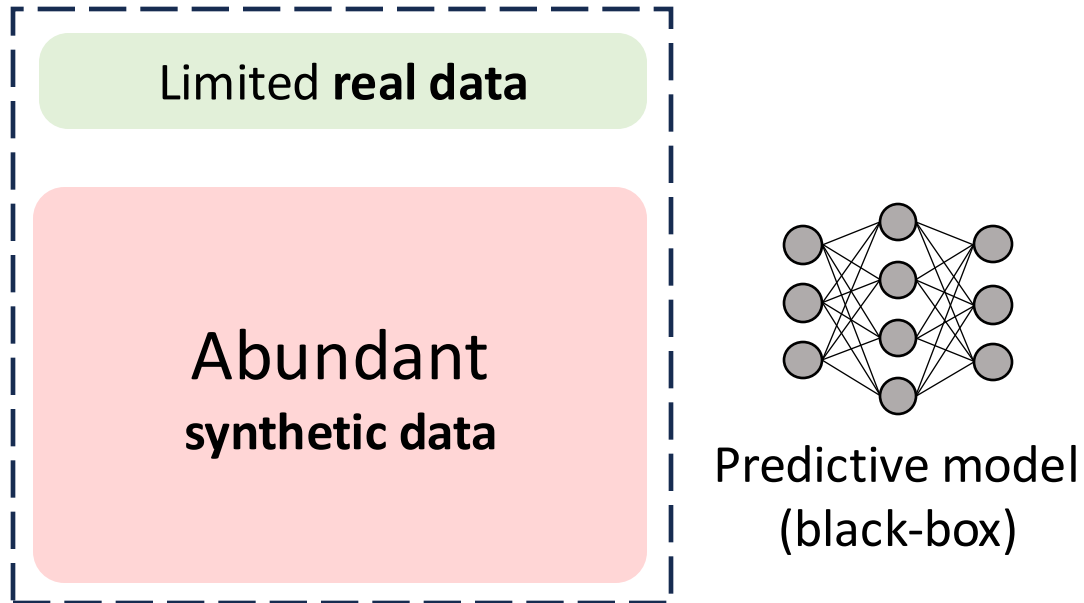 Limited real data
Abundant
synthetic data
Predictive model
(black-box)